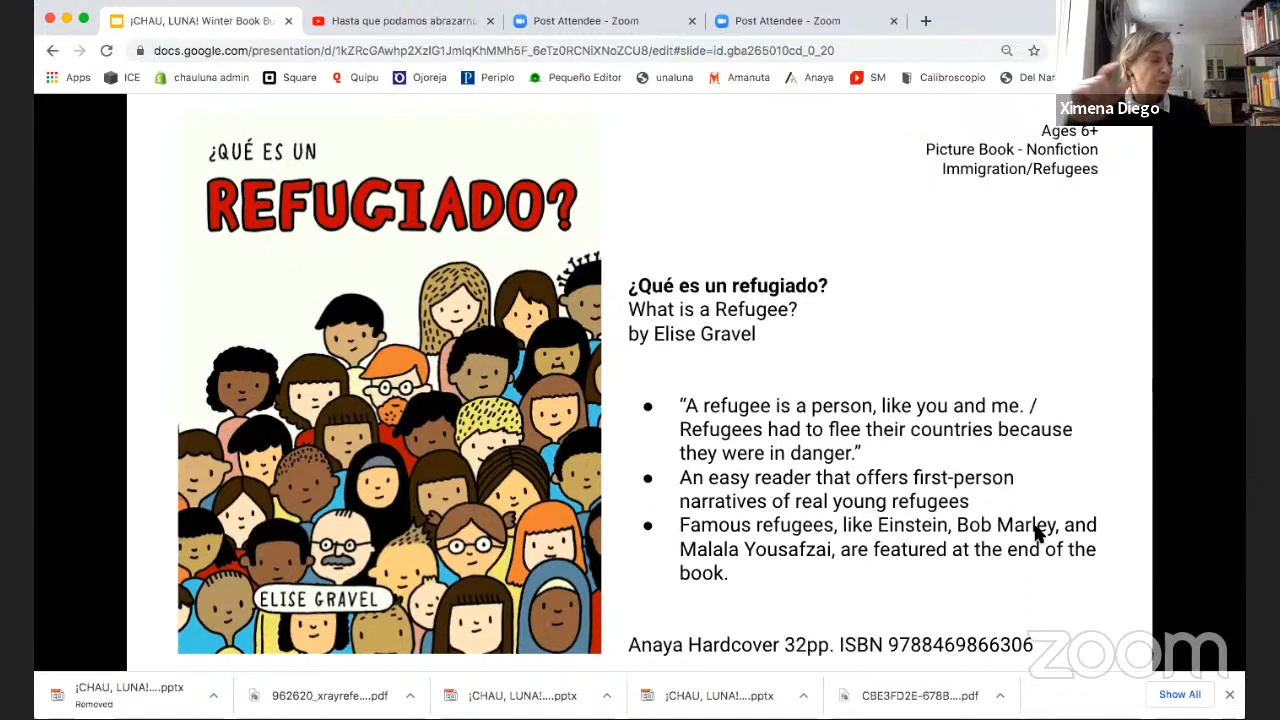 ¡CHAU, LUNA! Winter Book Bu
Hasta que podamos abrazarnu
Post Attendee - Zoom
Post Attendee - Zoom
docs.google.com/presentation/d/1kZRcGAwhp2XzlG1JmlqKhMMh5F_6eTz0RCNiXNoZCU8/edit#slide=id.gba265010cd_0_20
Apps
ICE
chauluna admin
Square
Quipu
Ojoreja
Periplo
Pequeño Editor
unaluna
Amanuta
Anaya
SM
Calibroscopio
Del Nar
Ximena Diego
¿QUÉ ES UN
REFUGIADO?
ELISE GRAVEL
Ages 6+
Picture Book - Nonfiction
Immigration/Refugees
¿Qué es un refugiado?
What is a Refugee?
by Elise Gravel
● “A refugee is a person, like you and me. /
Refugees had to flee their countries because
they were in danger.”
● An easy reader that offers first-person
narratives of real young refugees
● Famous refugees, like Einstein, Bob Marley, and
Malala Yousafzai, are featured at the end of the
book.
Anaya Hardcover 32pp. ISBN 9788469866306
zoom
¡CHAU, LUNA!....pptx
Removed
962620_xrayrefe....pdf
¡CHAU, LUNA!....pptx
¡CHAU, LUNA!....pptx
CBE3FD2E-678B....pdf
Show All